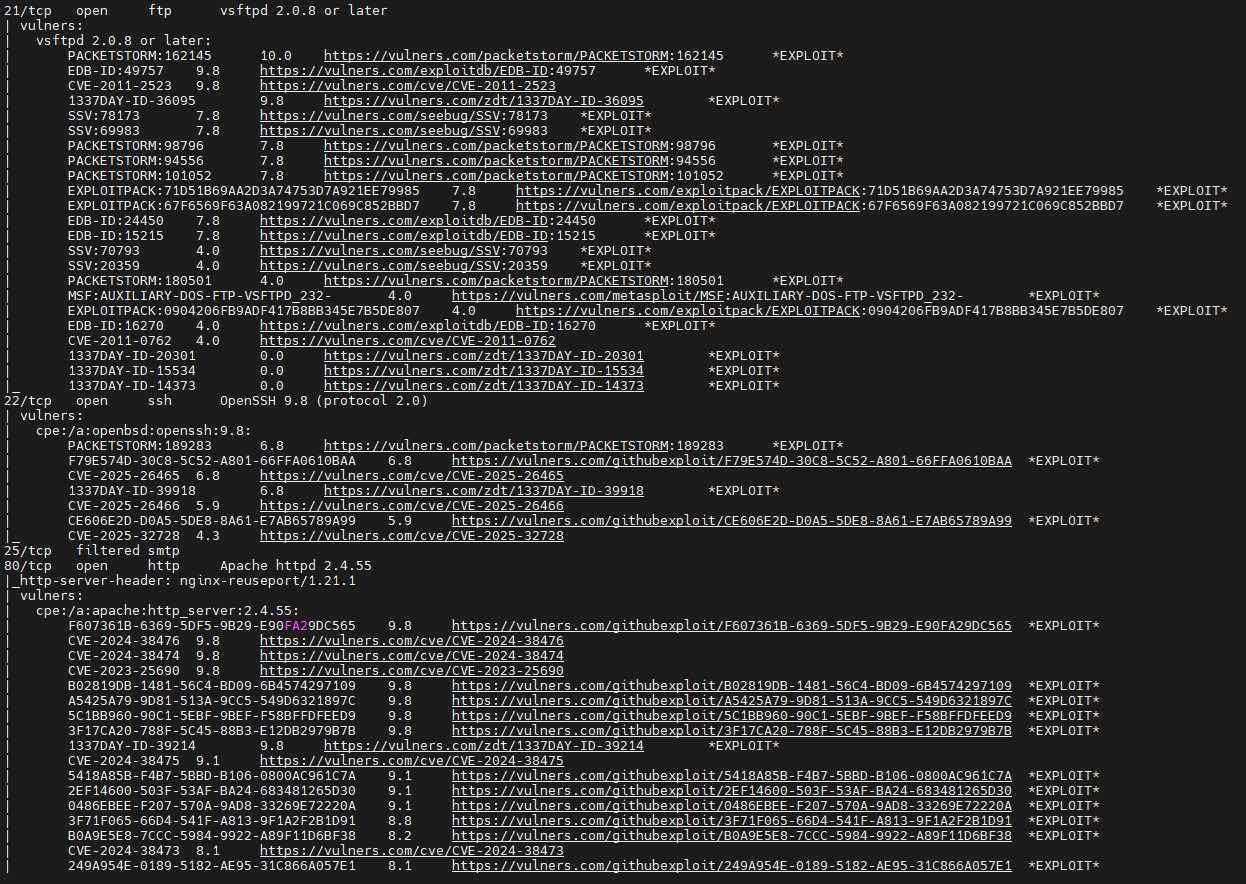 21/tcp   open     ftp      vsftpd 2.0.8 or later
| vulners:
|   vsftpd 2.0.8 or later:
|       PACKETSTORM:162145      10.0    https://vulners.com/packetstorm/PACKETSTORM:162145      *EXPLOIT*
|       EDB-ID:49757    9.8     https://vulners.com/exploitdb/EDB-ID:49757      *EXPLOIT*
|       CVE-2011-2523   9.8     https://vulners.com/cve/CVE-2011-2523
|       1337DAY-ID-36095        9.8     https://vulners.com/zdt/1337DAY-ID-36095        *EXPLOIT*
|       SSV:78173       7.8     https://vulners.com/seebug/SSV:78173    *EXPLOIT*
|       SSV:69983       7.8     https://vulners.com/seebug/SSV:69983    *EXPLOIT*
|       PACKETSTORM:98796       7.8     https://vulners.com/packetstorm/PACKETSTORM:98796       *EXPLOIT*
|       PACKETSTORM:94556       7.8     https://vulners.com/packetstorm/PACKETSTORM:94556       *EXPLOIT*
|       PACKETSTORM:101052      7.8     https://vulners.com/packetstorm/PACKETSTORM:101052      *EXPLOIT*
|       EXPLOITPACK:71D51B69AA2D3A74753D7A921EE79985    7.8     https://vulners.com/exploitpack/EXPLOITPACK:71D51B69AA2D3A74753D7A921EE79985    *EXPLOIT*
|       EXPLOITPACK:67F6569F63A082199721C069C852BBD7    7.8     https://vulners.com/exploitpack/EXPLOITPACK:67F6569F63A082199721C069C852BBD7    *EXPLOIT*
|       EDB-ID:24450    7.8     https://vulners.com/exploitdb/EDB-ID:24450      *EXPLOIT*
|       EDB-ID:15215    7.8     https://vulners.com/exploitdb/EDB-ID:15215      *EXPLOIT*
|       SSV:70793       4.0     https://vulners.com/seebug/SSV:70793    *EXPLOIT*
|       SSV:20359       4.0     https://vulners.com/seebug/SSV:20359    *EXPLOIT*
|       PACKETSTORM:180501      4.0     https://vulners.com/packetstorm/PACKETSTORM:180501      *EXPLOIT*
|       MSF:AUXILIARY-DOS-FTP-VSFTPD_232-       4.0     https://vulners.com/metasploit/MSF:AUXILIARY-DOS-FTP-VSFTPD_232-        *EXPLOIT*
|       EXPLOITPACK:0904206FB9ADF417B8BB345E7B5DE807    4.0     https://vulners.com/exploitpack/EXPLOITPACK:0904206FB9ADF417B8BB345E7B5DE807    *EXPLOIT*
|       EDB-ID:16270    4.0     https://vulners.com/exploitdb/EDB-ID:16270      *EXPLOIT*
|       CVE-2011-0762   4.0     https://vulners.com/cve/CVE-2011-0762
|       1337DAY-ID-20301        0.0     https://vulners.com/zdt/1337DAY-ID-20301        *EXPLOIT*
|       1337DAY-ID-15534        0.0     https://vulners.com/zdt/1337DAY-ID-15534        *EXPLOIT*
|_      1337DAY-ID-14373        0.0     https://vulners.com/zdt/1337DAY-ID-14373        *EXPLOIT*
22/tcp   open     ssh      OpenSSH 9.8 (protocol 2.0)
| vulners:
|   cpe:/a:openbsd:openssh:9.8:
|       PACKETSTORM:189283      6.8     https://vulners.com/packetstorm/PACKETSTORM:189283      *EXPLOIT*
|       F79E574D-30C8-5C52-A801-66FFA0610BAA    6.8     https://vulners.com/githubexploit/F79E574D-30C8-5C52-A801-66FFA0610BAA  *EXPLOIT*
|       CVE-2025-26465  6.8     https://vulners.com/cve/CVE-2025-26465
|       1337DAY-ID-39918        6.8     https://vulners.com/zdt/1337DAY-ID-39918        *EXPLOIT*
|       CVE-2025-26466  5.9     https://vulners.com/cve/CVE-2025-26466
|       CE606E2D-D0A5-5DE8-8A61-E7AB65789A99    5.9     https://vulners.com/githubexploit/CE606E2D-D0A5-5DE8-8A61-E7AB65789A99  *EXPLOIT*
|_      CVE-2025-32728  4.3     https://vulners.com/cve/CVE-2025-32728
25/tcp   filtered smtp
80/tcp   open     http     Apache httpd 2.4.55
|_http-server-header: nginx-reuseport/1.21.1
| vulners:
|   cpe:/a:apache:http_server:2.4.55:
|       F607361B-6369-5DF5-9B29-E90FA29DC565    9.8     https://vulners.com/githubexploit/F607361B-6369-5DF5-9B29-E90FA29DC565  *EXPLOIT*
|       CVE-2024-38476  9.8     https://vulners.com/cve/CVE-2024-38476
|       CVE-2024-38474  9.8     https://vulners.com/cve/CVE-2024-38474
|       CVE-2023-25690  9.8     https://vulners.com/cve/CVE-2023-25690
|       B02819DB-1481-56C4-BD09-6B4574297109    9.8     https://vulners.com/githubexploit/B02819DB-1481-56C4-BD09-6B4574297109  *EXPLOIT*
|       A5425A79-9D81-513A-9CC5-549D6321897C    9.8     https://vulners.com/githubexploit/A5425A79-9D81-513A-9CC5-549D6321897C  *EXPLOIT*
|       5C1BB960-90C1-5EBF-9BEF-F58BFFDFEED9    9.8     https://vulners.com/githubexploit/5C1BB960-90C1-5EBF-9BEF-F58BFFDFEED9  *EXPLOIT*
|       3F17CA20-788F-5C45-88B3-E12DB2979B7B    9.8     https://vulners.com/githubexploit/3F17CA20-788F-5C45-88B3-E12DB2979B7B  *EXPLOIT*
|       1337DAY-ID-39214        9.8     https://vulners.com/zdt/1337DAY-ID-39214        *EXPLOIT*
|       CVE-2024-38475  9.1     https://vulners.com/cve/CVE-2024-38475
|       5418A85B-F4B7-5BBD-B106-0800AC961C7A    9.1     https://vulners.com/githubexploit/5418A85B-F4B7-5BBD-B106-0800AC961C7A  *EXPLOIT*
|       2EF14600-503F-53AF-BA24-683481265D30    9.1     https://vulners.com/githubexploit/2EF14600-503F-53AF-BA24-683481265D30  *EXPLOIT*
|       0486EBEE-F207-570A-9AD8-33269E72220A    9.1     https://vulners.com/githubexploit/0486EBEE-F207-570A-9AD8-33269E72220A  *EXPLOIT*
|       3F71F065-66D4-541F-A813-9F1A2F2B1D91    8.8     https://vulners.com/githubexploit/3F71F065-66D4-541F-A813-9F1A2F2B1D91  *EXPLOIT*
|       B0A9E5E8-7CCC-5984-9922-A89F11D6BF38    8.2     https://vulners.com/githubexploit/B0A9E5E8-7CCC-5984-9922-A89F11D6BF38  *EXPLOIT*
|       CVE-2024-38473  8.1     https://vulners.com/cve/CVE-2024-38473
|       249A954E-0189-5182-AE95-31C866A057E1    8.1     https://vulners.com/githubexploit/249A954E-0189-5182-AE95-31C866A057E1  *EXPLOIT*